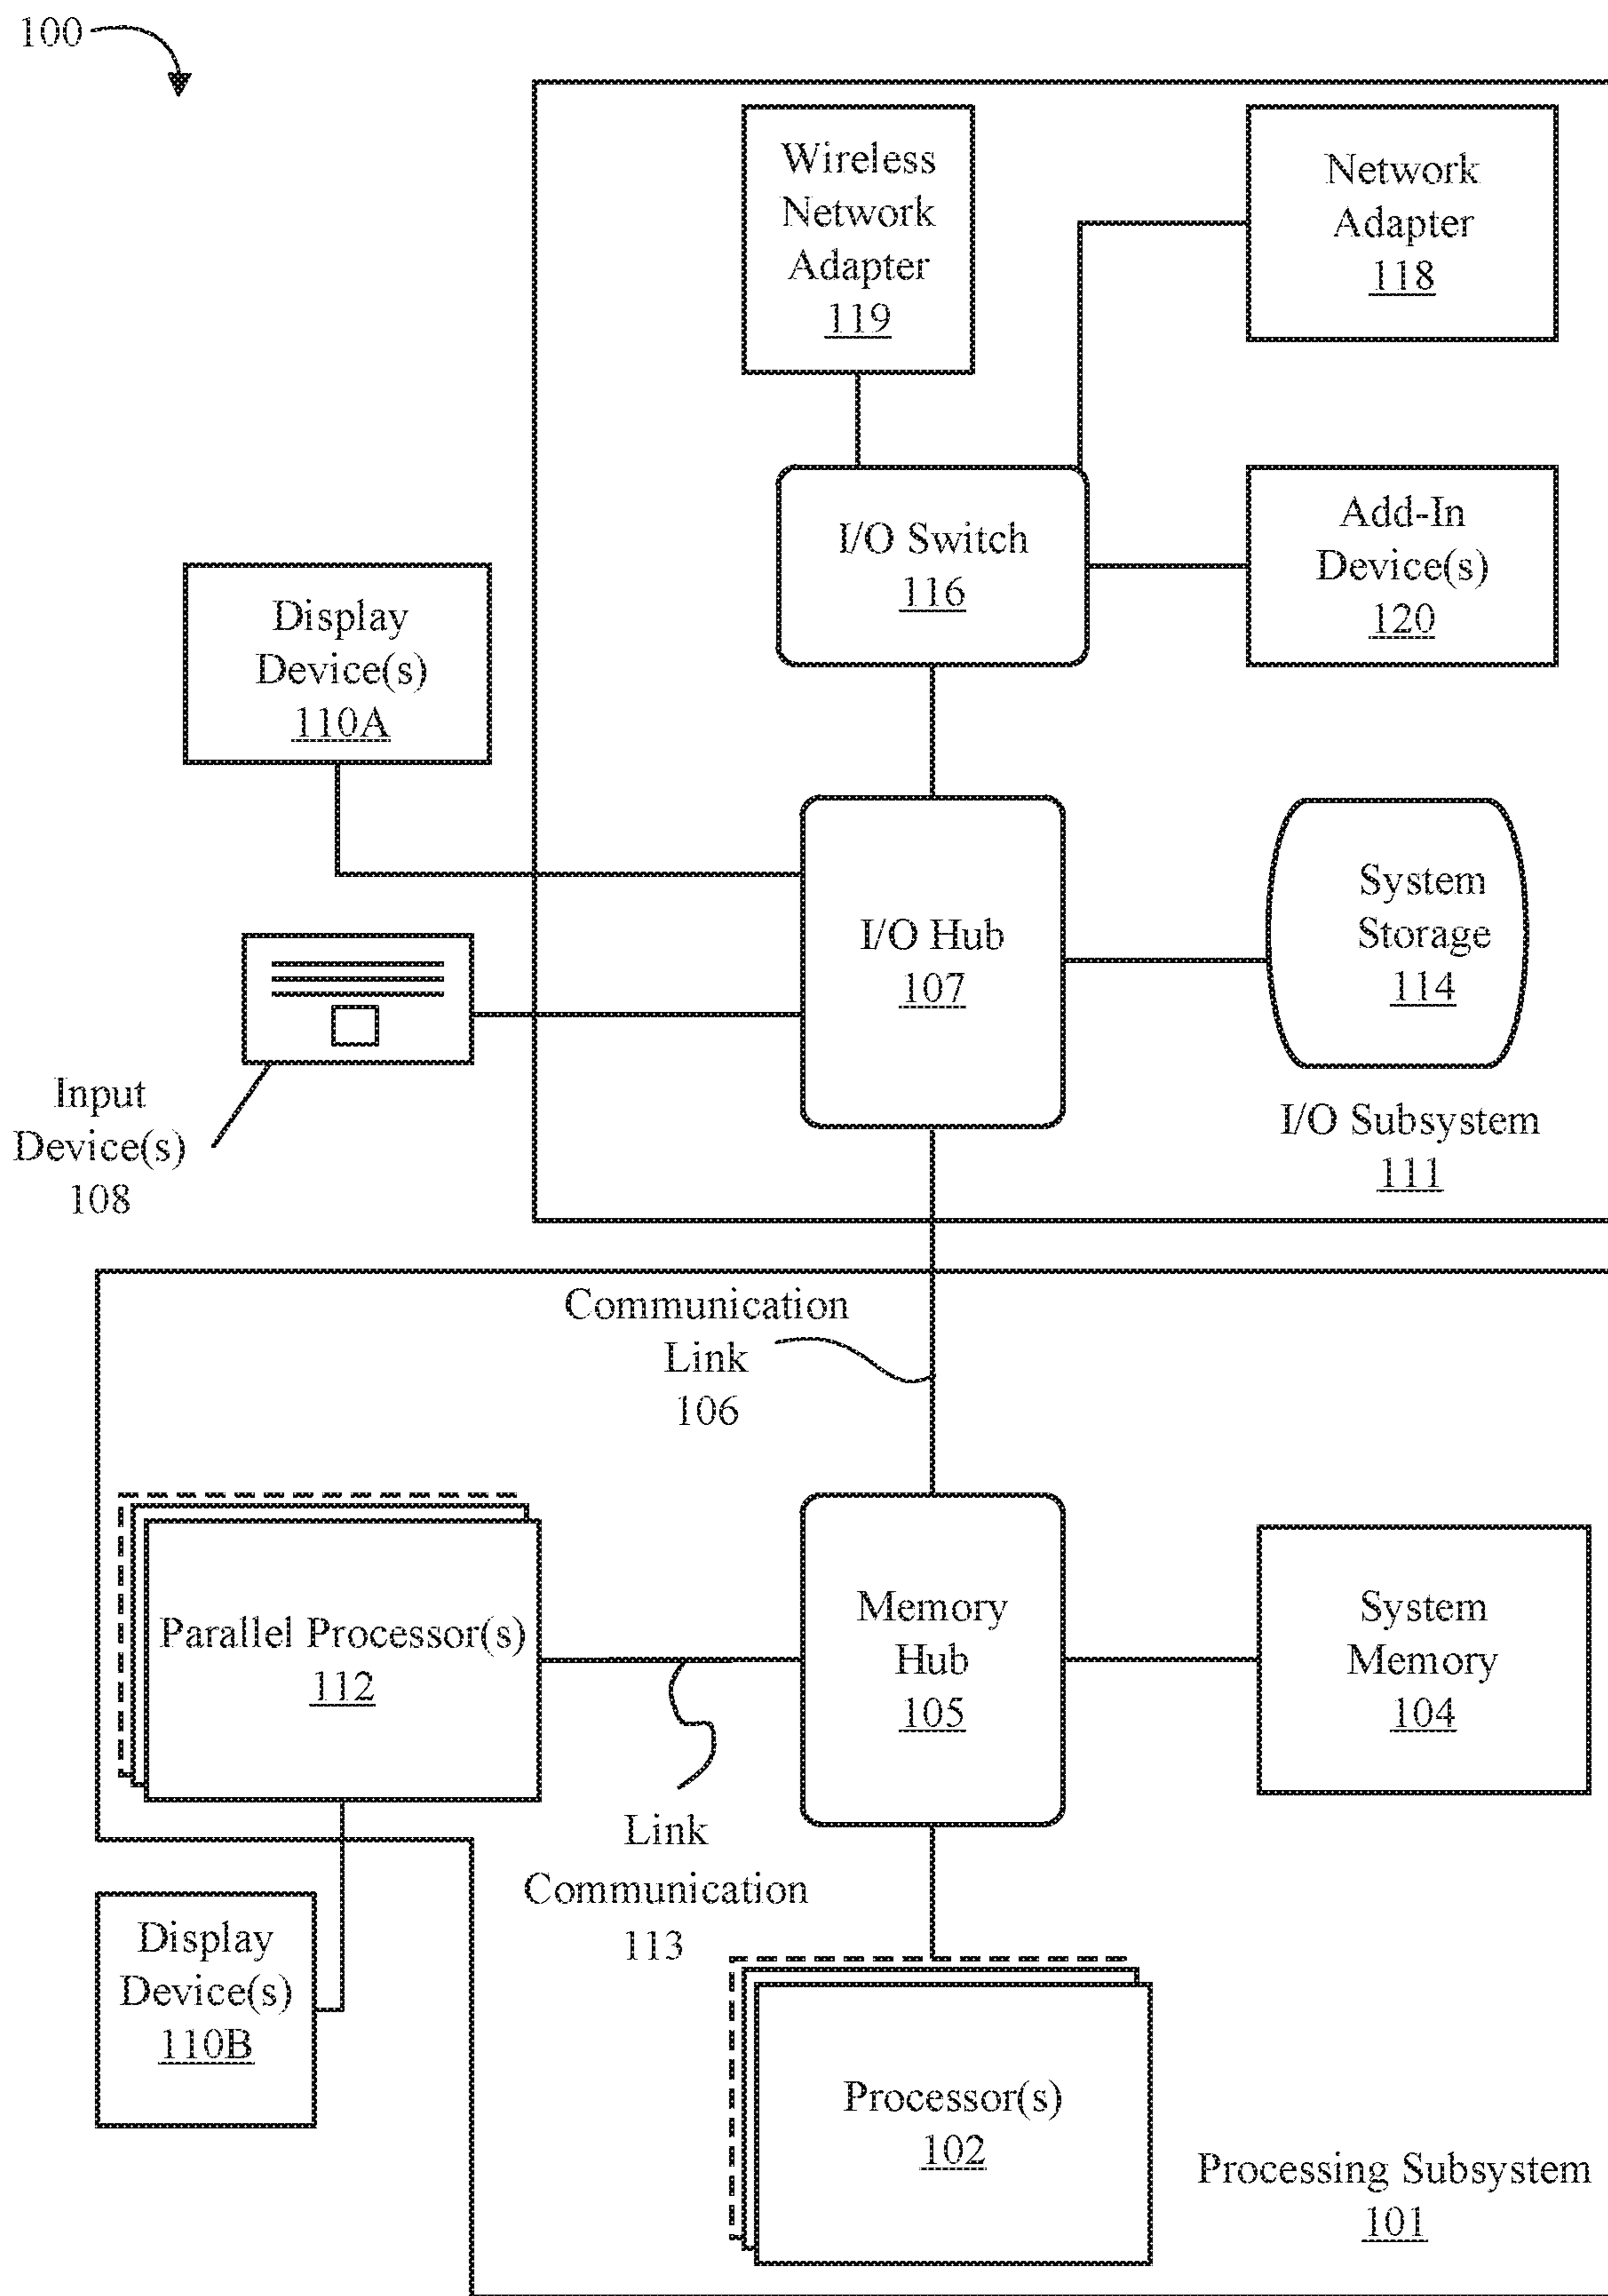 100
Wireless
Network
Adapter
119
Network
Adapter
118
I/O Switch
116
Add-In
Device(s)
120
Display
Device(s)
110A
I/O Hub
107
System
Storage
114
Input
Device(s)
108
I/O Subsystem
111
Communication
Link
106
Parallel Processor(s)
112
Memory
Hub
105
System
Memory
104
Link
Communication
113
Display
Device(s)
110B
Processor(s)
102
Processing Subsystem
101